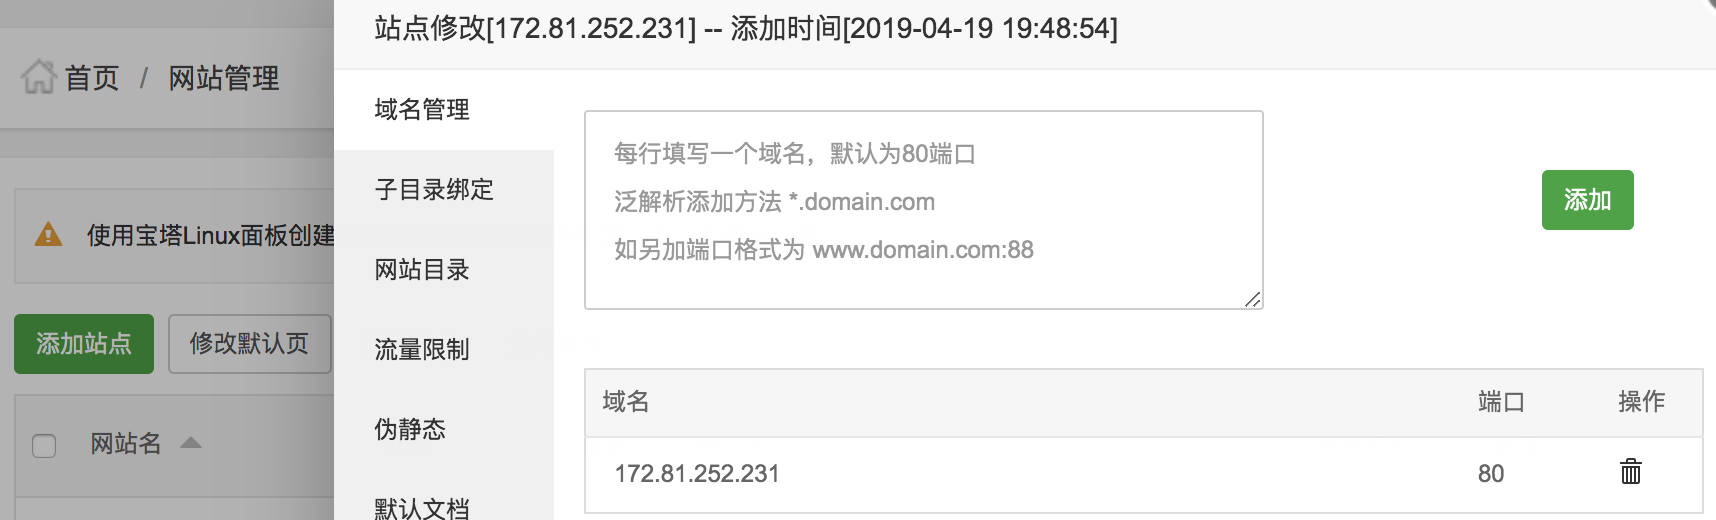 站点修改[172.81.252.231] -- 添加时间[2019-04-19 19:48:54]
首页 / 网站管理
使用宝塔Linux面板创建
添加站点 修改默认页
网站名
域名管理
子目录绑定
网站目录
流量限制
伪静态
默认文档
每行填写一个域名，默认为80端口
泛解析添加方法 *.domain.com
如另加端口格式为 www.domain.com:88
添加
域名 端口 操作
172.81.252.231 80